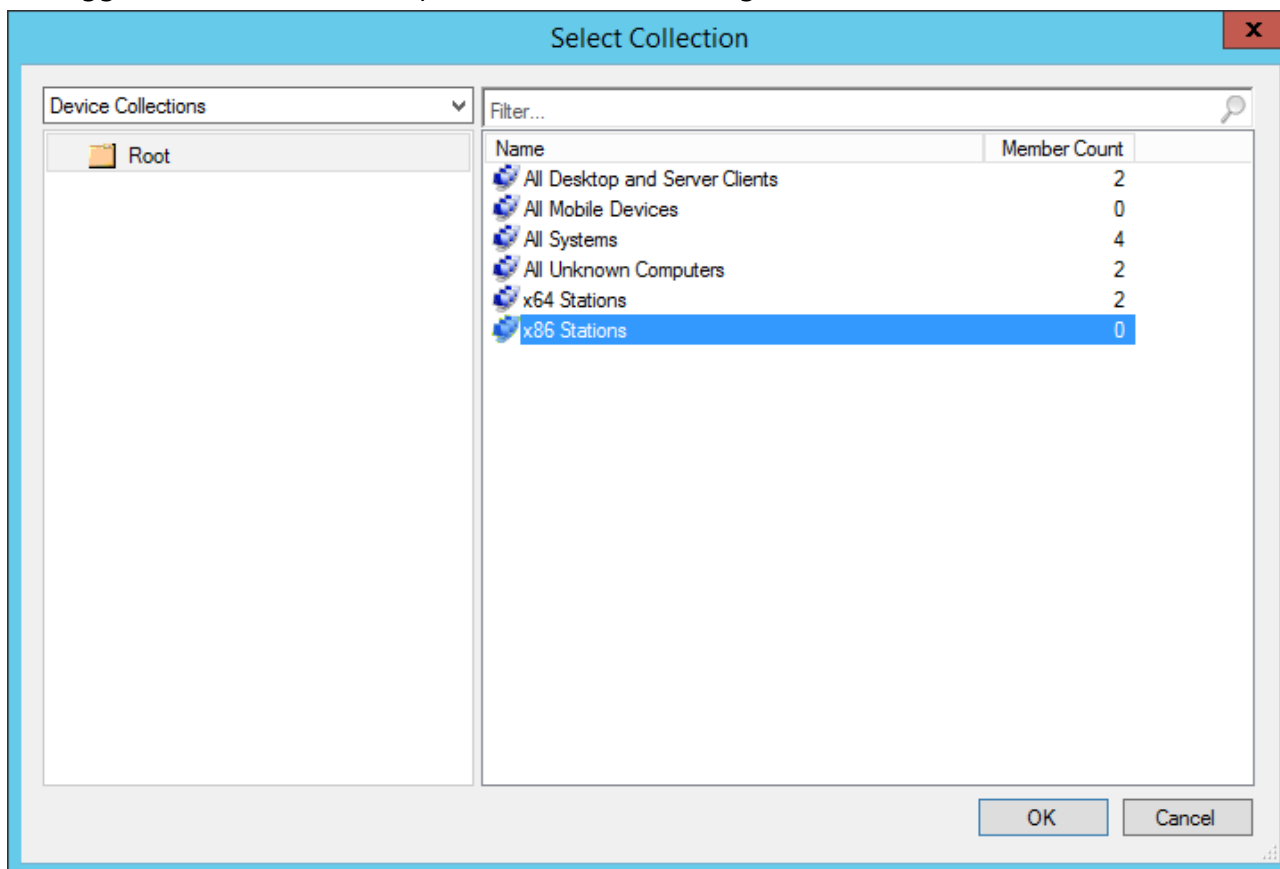 Select Collection
x
Device Collections
Filter...
Root
Name Member Count
All Desktop and Server Clients 2
All Mobile Devices 0
All Systems 4
All Unknown Computers 2
x64 Stations 2
x86 Stations 0
OK Cancel